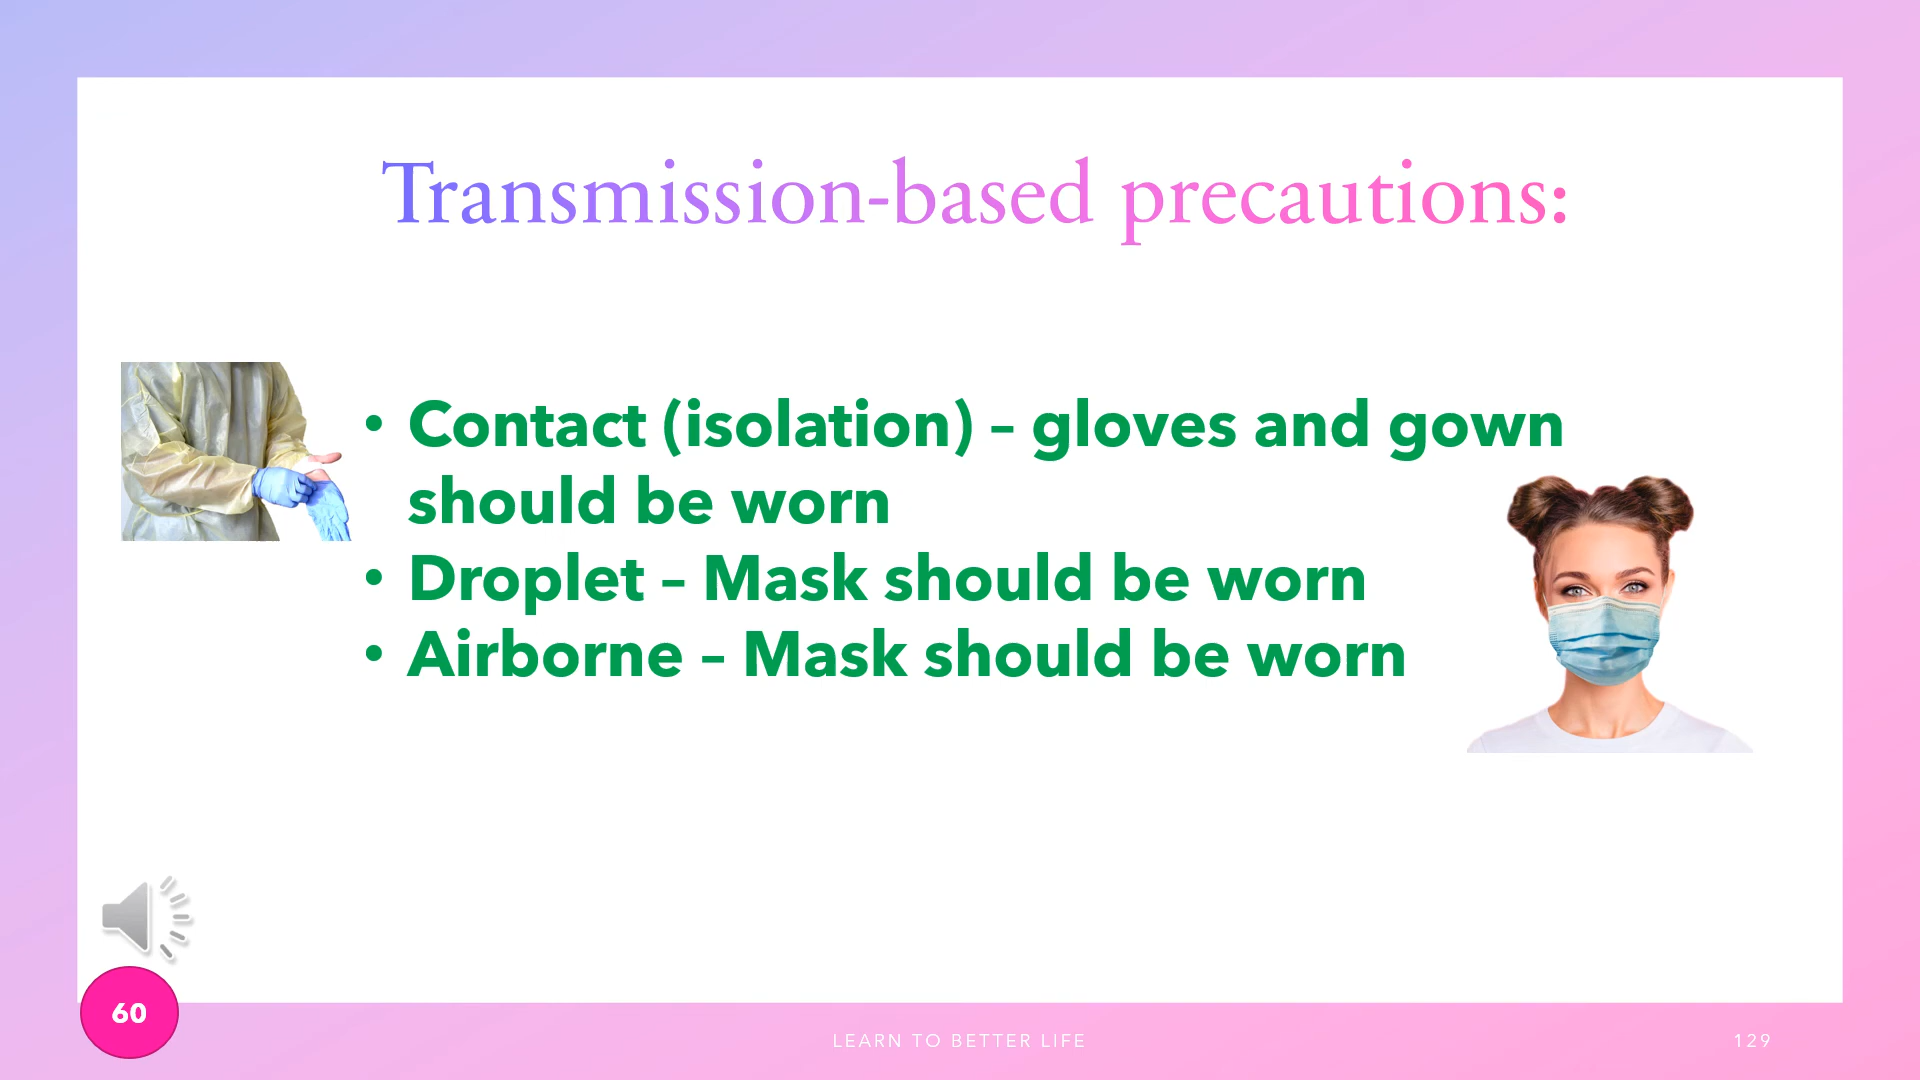 Transmission-based precautions:
• Contact (isolation) – gloves and gown
should be worn
• Droplet – Mask should be worn
• Airborne – Mask should be worn
60
LEARN TO BETTER LIFE
129